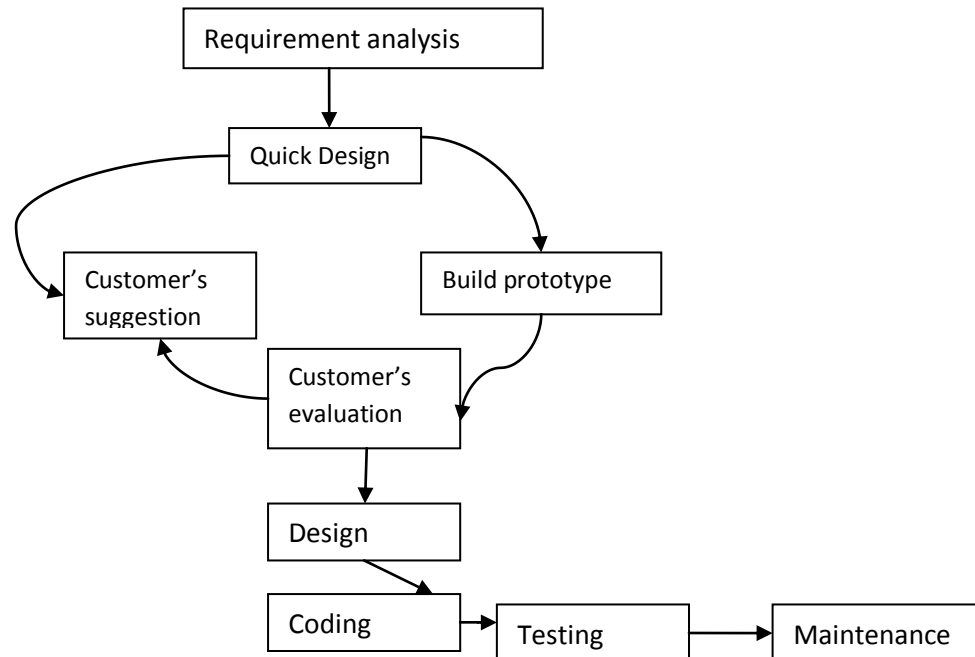 Requirement analysis
Quick Design
Customer’s
suggestion
Build prototype
Customer’s
evaluation
Design
Coding
Testing
Maintenance